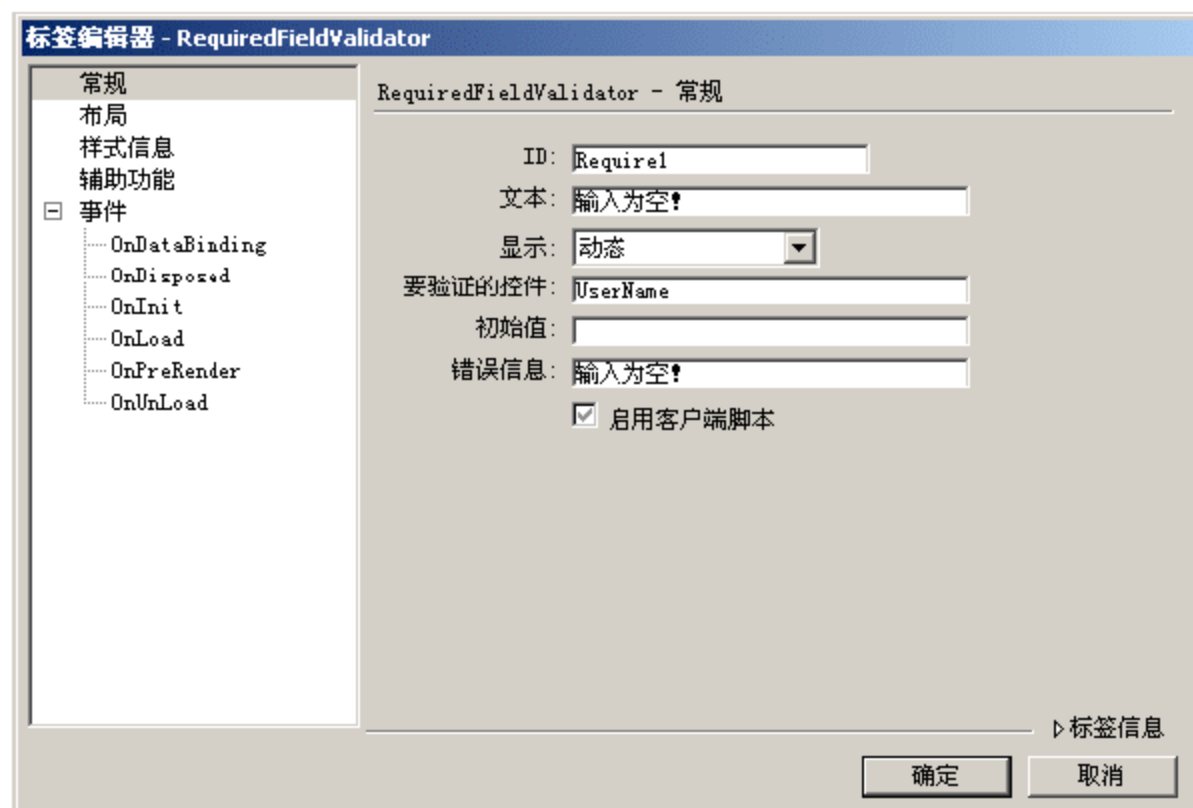 标签编辑器 - RequiredFieldValidator
常规
布局
样式信息
辅助功能
事件
OnDataBinding
OnDisposed
OnInit
OnLoad
OnPreRender
OnUnLoad
RequiredFieldValidator - 常规
ID: Require1
文本: 输入为空!
显示: 动态
要验证的控件: UserName
初始值:
错误信息: 输入为空!
启用客户端脚本
标签信息
确定 取消